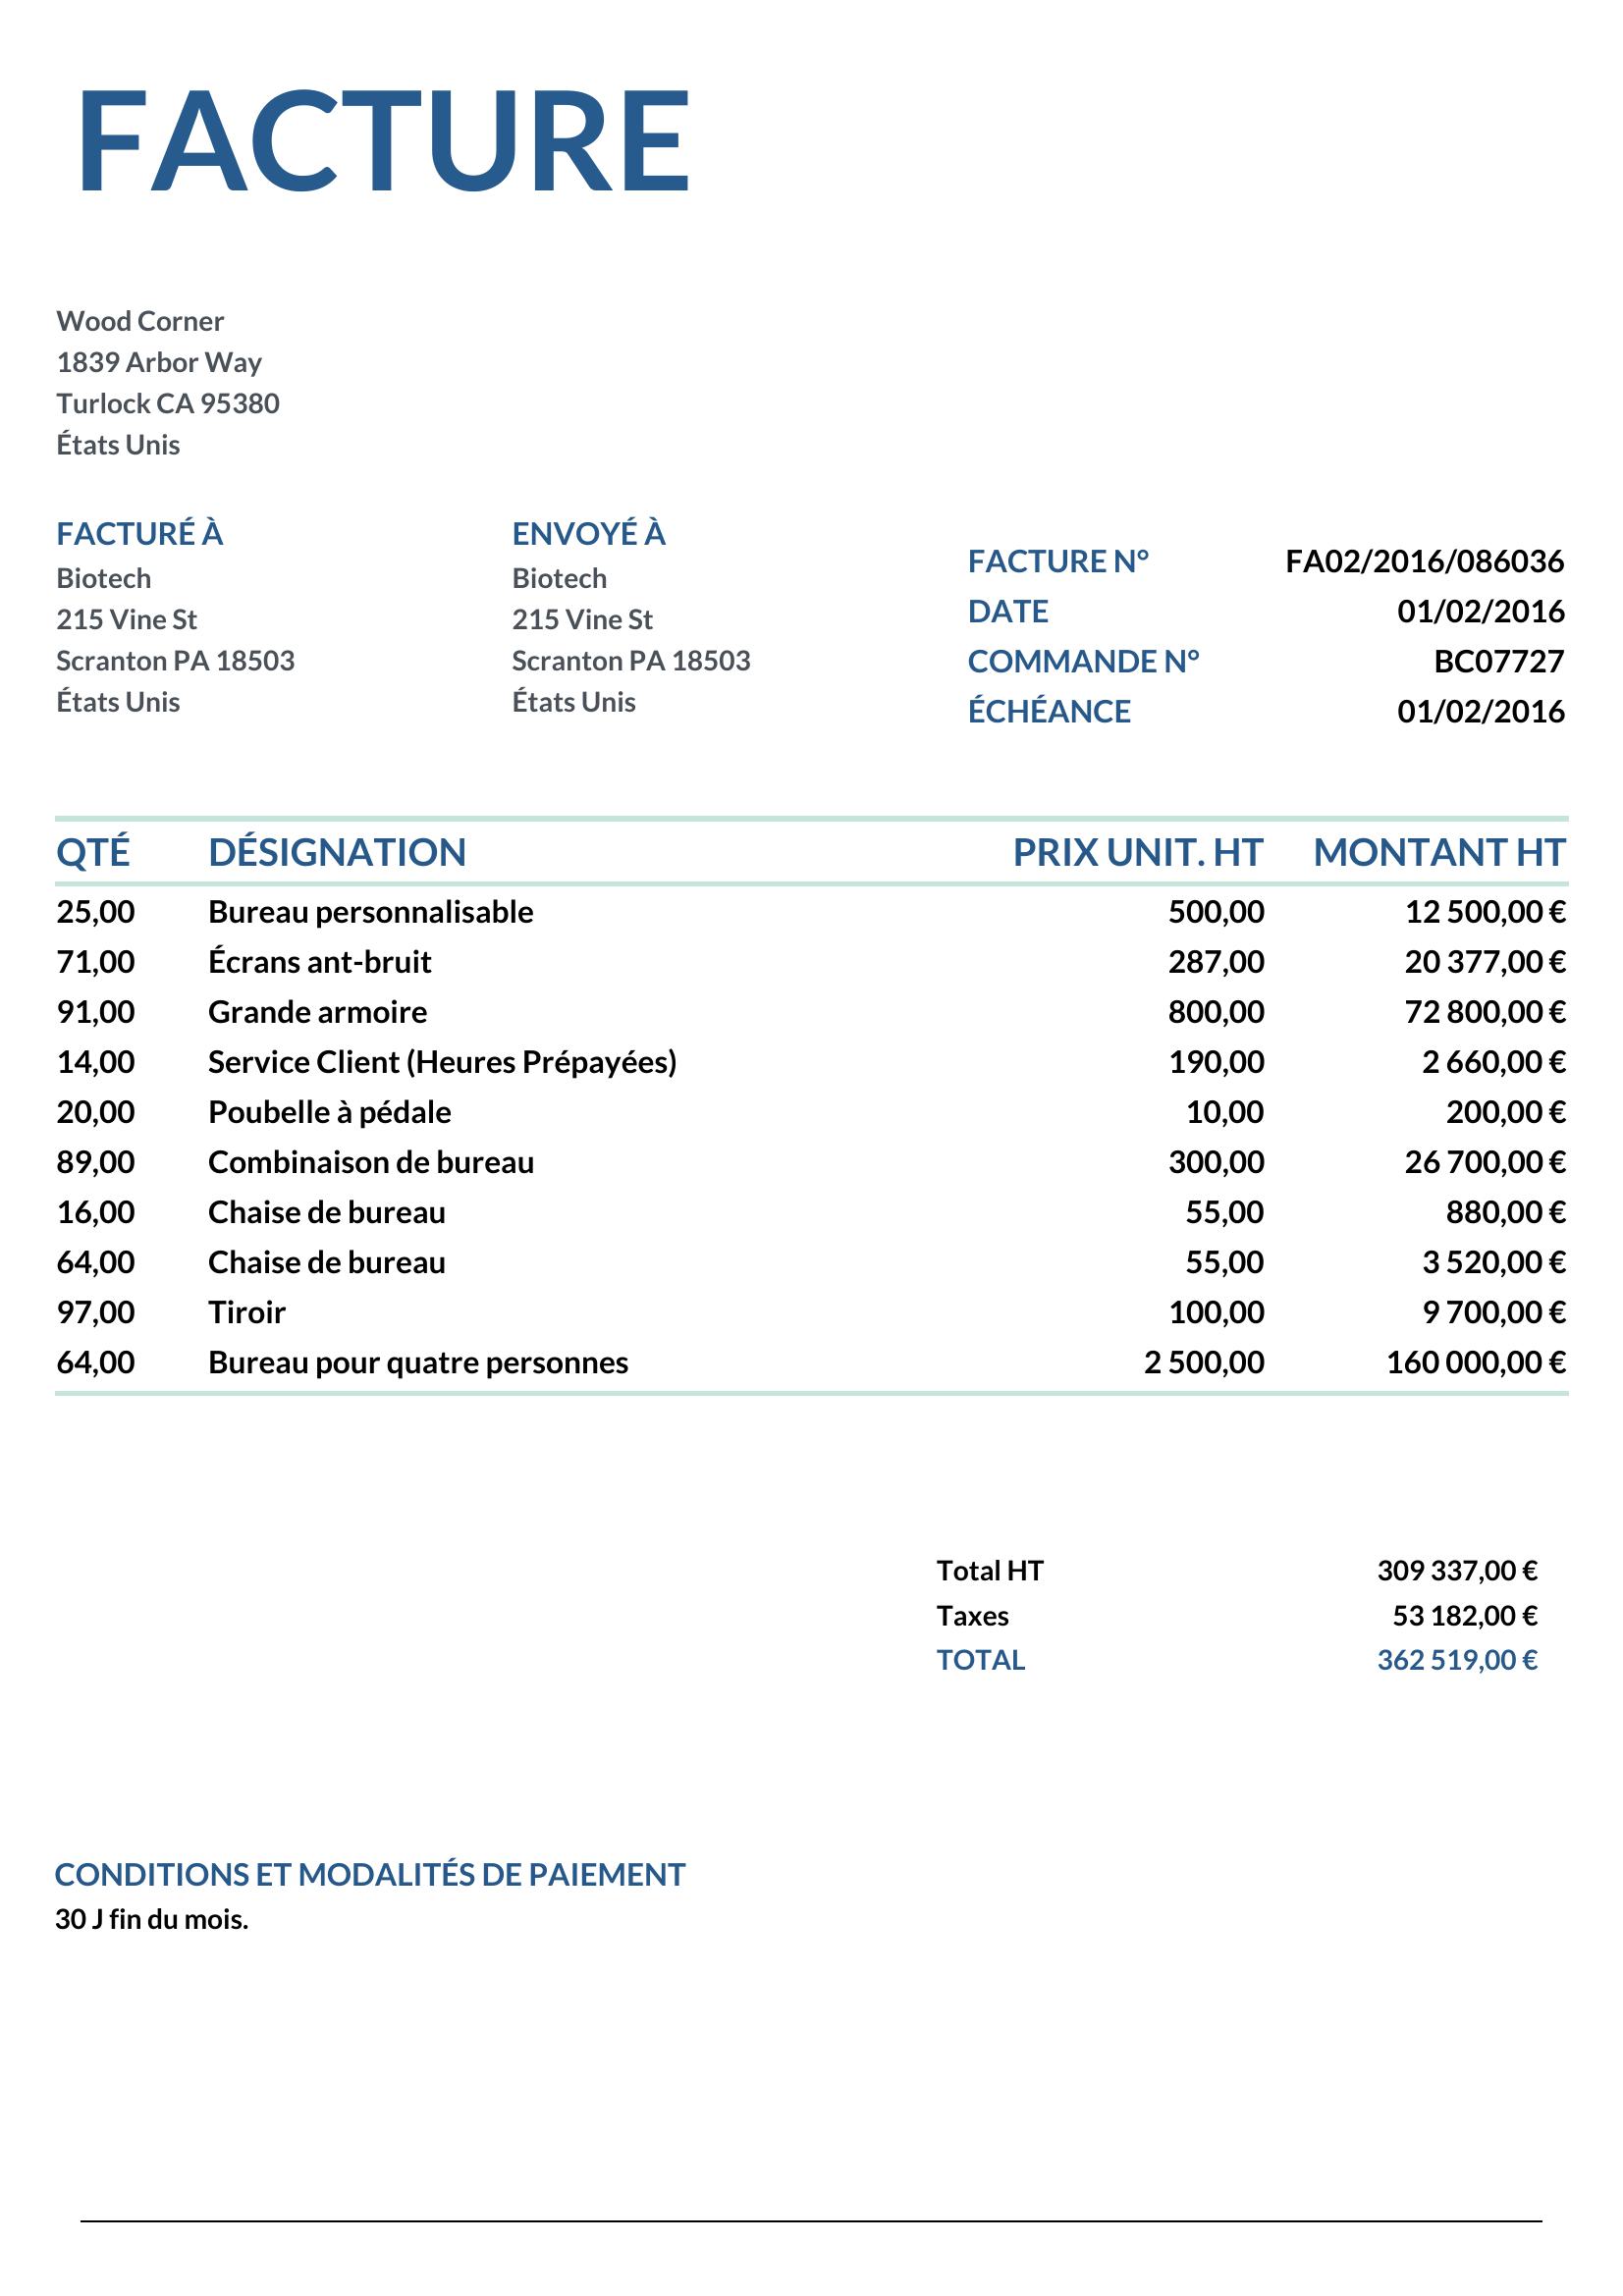 FACTURE
Wood Corner
1839 Arbor Way
Turlock CA 95380
États Unis
FACTURÉ À
Biotech
215 Vine St
Scranton PA 18503
États Unis
ENVOYÉ À
Biotech
215 Vine St
Scranton PA 18503
États Unis
FACTURE N° FA02/2016/086036
DATE 01/02/2016
COMMANDE N° BC07727
ÉCHÉANCE 01/02/2016
QTÉ DÉSIGNATION PRIX UNIT. HT MONTANT HT
25,00 Bureau personnalisable 500,00 12 500,00 €
71,00 Écrans ant-bruit 287,00 20 377,00 €
91,00 Grande armoire 800,00 72 800,00 €
14,00 Service Client (Heures Prépayées) 190,00 2 660,00 €
20,00 Poubelle à pédale 10,00 200,00 €
89,00 Combinaison de bureau 300,00 26 700,00 €
16,00 Chaise de bureau 55,00 880,00 €
64,00 Chaise de bureau 55,00 3 520,00 €
97,00 Tiroir 100,00 9 700,00 €
64,00 Bureau pour quatre personnes 2 500,00 160 000,00 €
Total HT 309 337,00 €
Taxes 53 182,00 €
TOTAL 362 519,00 €
CONDITIONS ET MODALITÉS DE PAIEMENT
30 J fin du mois.